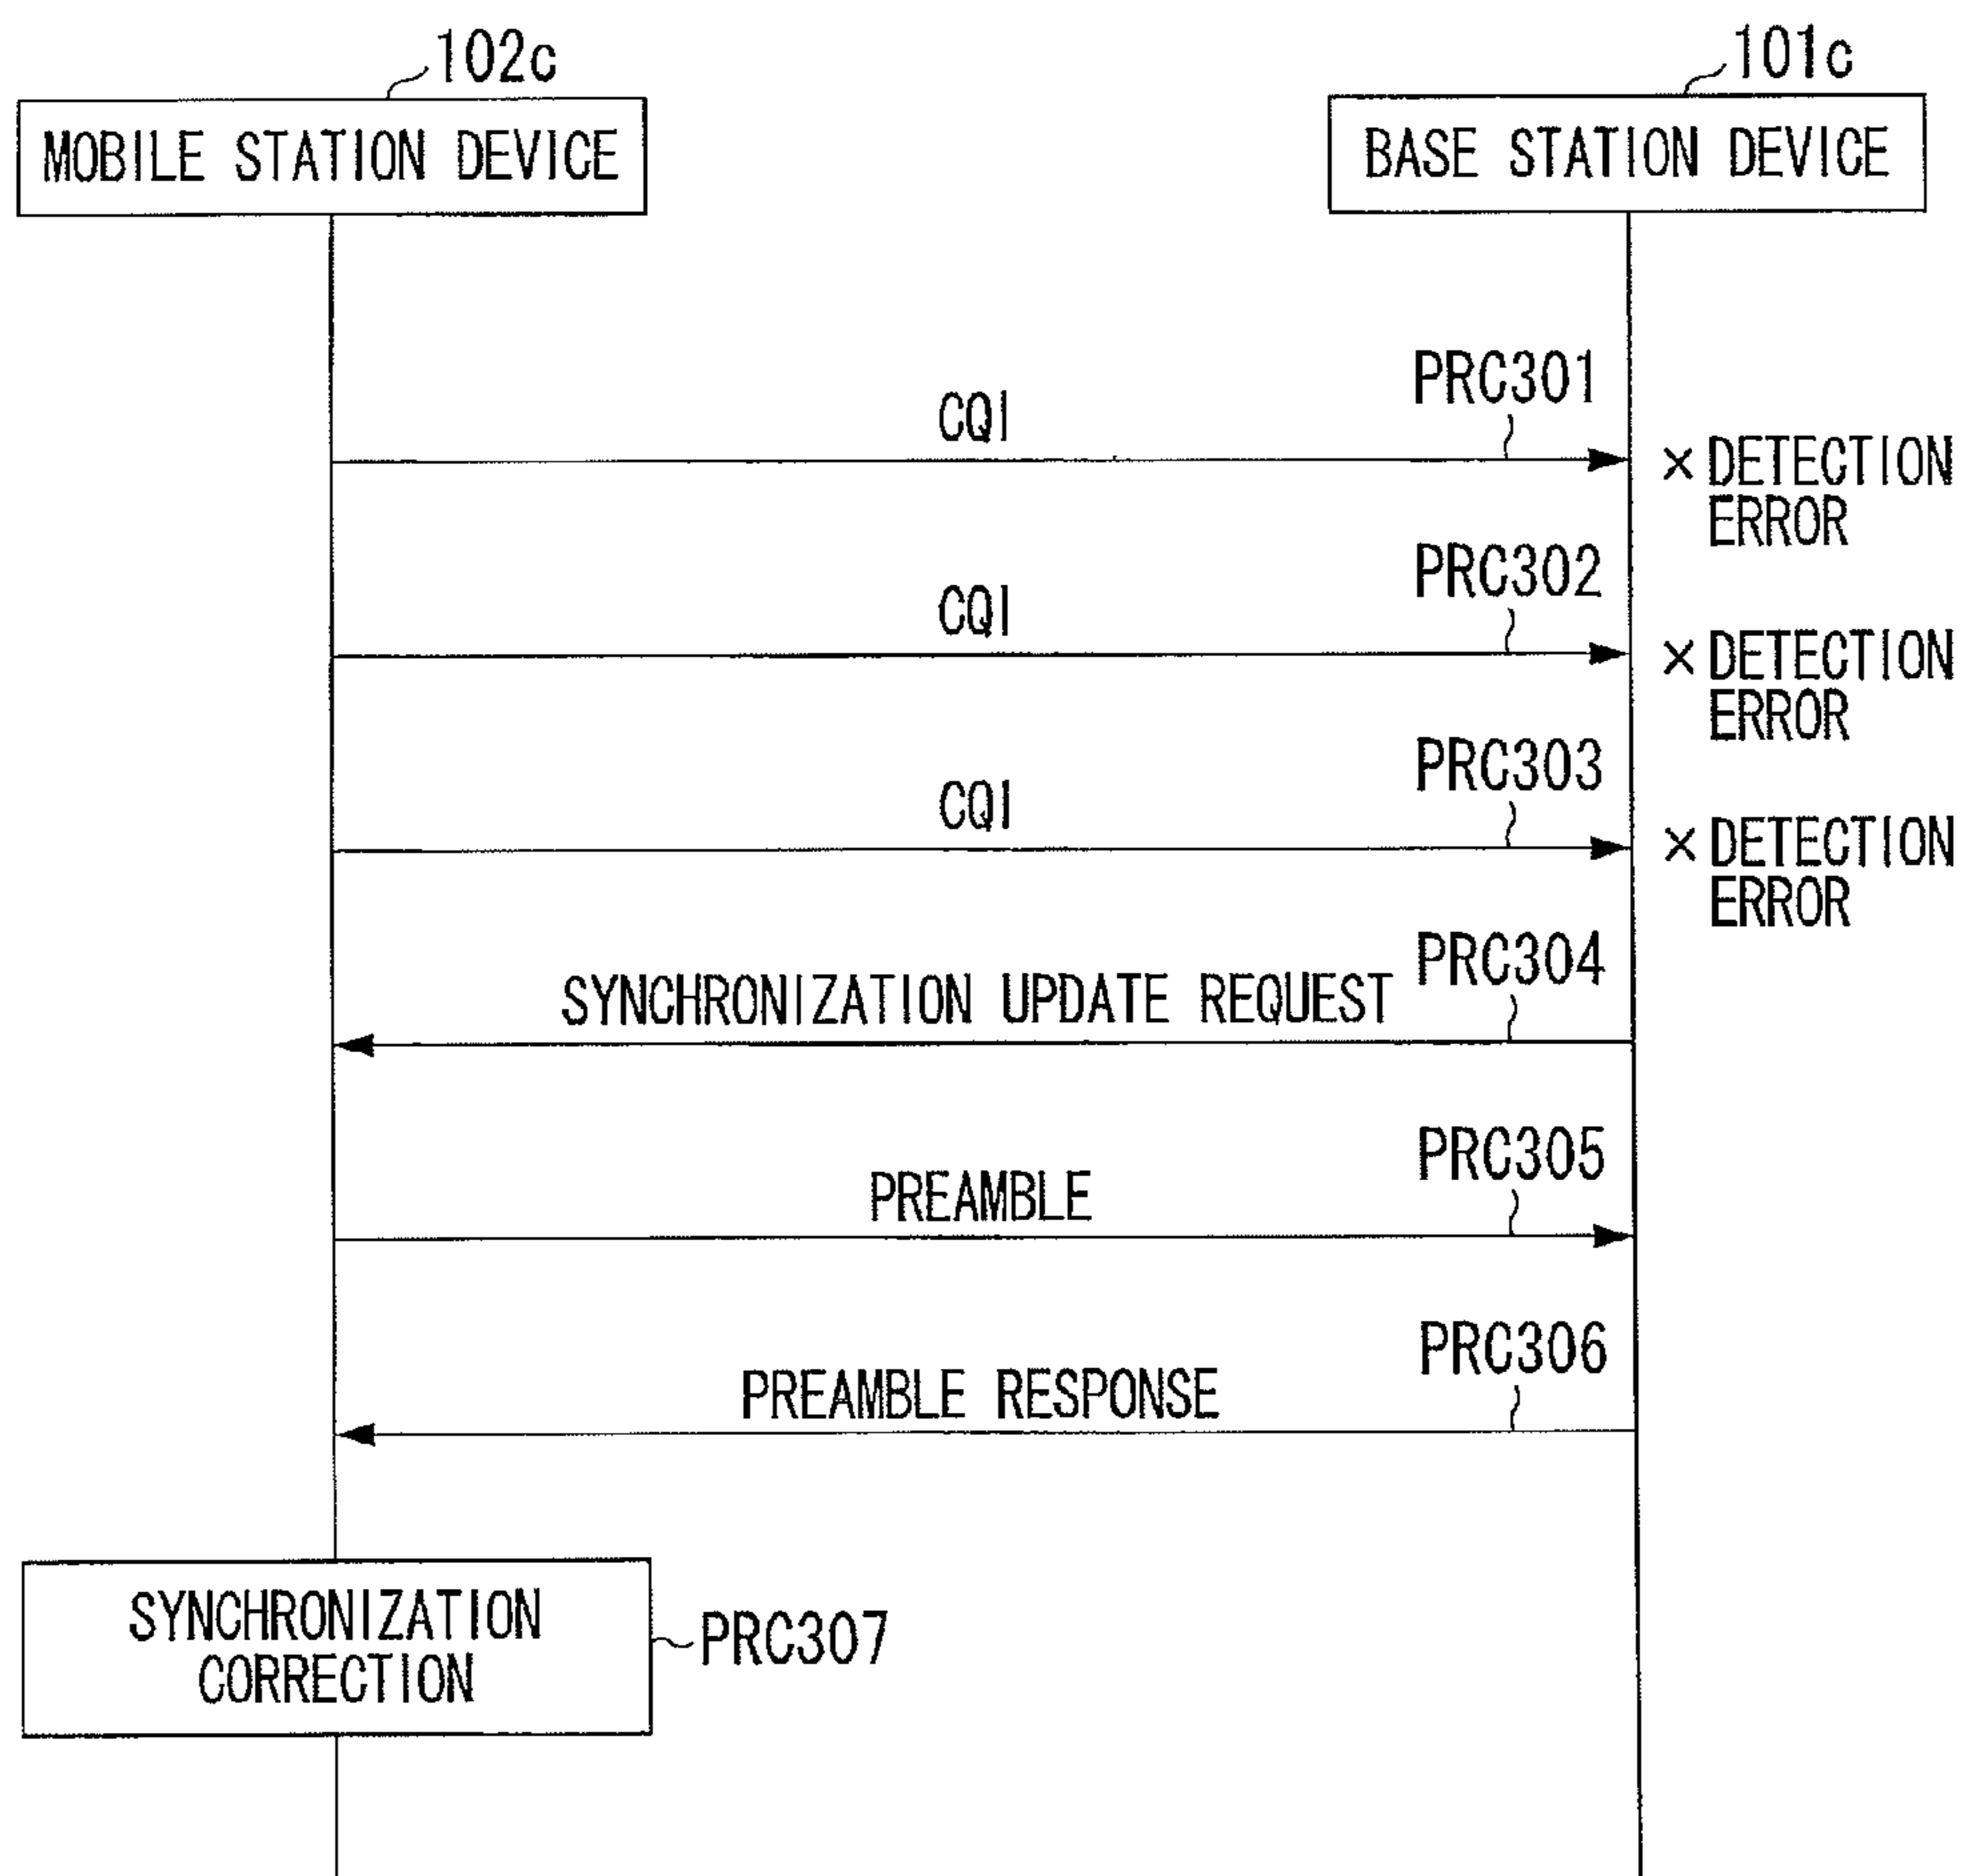 102c
101c
MOBILE STATION DEVICE
BASE STATION DEVICE
PRC301
CQI
× DETECTION
ERROR
PRC302
CQI
× DETECTION
ERROR
PRC303
CQI
× DETECTION
ERROR
PRC304
SYNCHRONIZATION UPDATE REQUEST
PRC305
PREAMBLE
PRC306
PREAMBLE RESPONSE
SYNCHRONIZATION
CORRECTION
PRC307